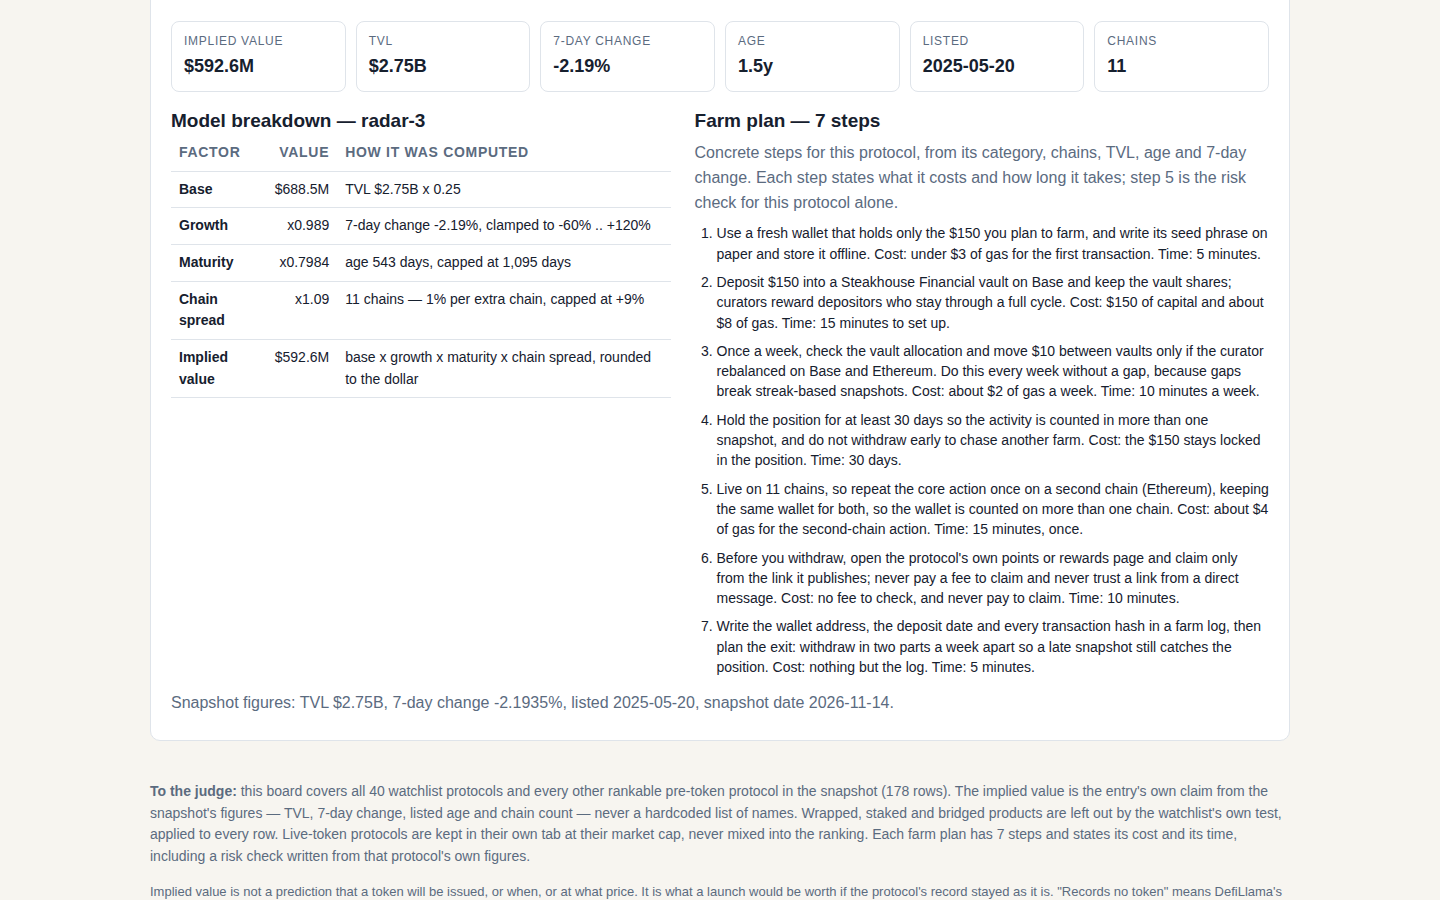 IMPLIED VALUE
$592.6M
TVL
$2.75B
7-DAY CHANGE
-2.19%
AGE
1.5y
LISTED
2025-05-20
CHAINS
11
Model breakdown — radar-3
FACTOR VALUE HOW IT WAS COMPUTED
Base $688.5M TVL $2.75B x 0.25
Growth x0.989 7-day change -2.19%, clamped to -60% .. +120%
Maturity x0.7984 age 543 days, capped at 1,095 days
Chain spread x1.09 11 chains — 1% per extra chain, capped at +9%
Implied value $592.6M base x growth x maturity x chain spread, rounded to the dollar
Farm plan — 7 steps
Concrete steps for this protocol, from its category, chains, TVL, age and 7-day
change. Each step states what it costs and how long it takes; step 5 is the risk
check for this protocol alone.
1. Use a fresh wallet that holds only the $150 you plan to farm, and write its seed phrase on
paper and store it offline. Cost: under $3 of gas for the first transaction. Time: 5 minutes.
2. Deposit $150 into a Steakhouse Financial vault on Base and keep the vault shares;
curators reward depositors who stay through a full cycle. Cost: $150 of capital and about
$8 of gas. Time: 15 minutes to set up.
3. Once a week, check the vault allocation and move $10 between vaults only if the curator
rebalanced on Base and Ethereum. Do this every week without a gap, because gaps
break streak-based snapshots. Cost: about $2 of gas a week. Time: 10 minutes a week.
4. Hold the position for at least 30 days so the activity is counted in more than one
snapshot, and do not withdraw early to chase another farm. Cost: the $150 stays locked
in the position. Time: 30 days.
5. Live on 11 chains, so repeat the core action once on a second chain (Ethereum), keeping
the same wallet for both, so the wallet is counted on more than one chain. Cost: about $4
of gas for the second-chain action. Time: 15 minutes, once.
6. Before you withdraw, open the protocol's own points or rewards page and claim only
from the link it publishes; never pay a fee to claim and never trust a link from a direct
message. Cost: no fee to check, and never pay to claim. Time: 10 minutes.
7. Write the wallet address, the deposit date and every transaction hash in a farm log, then
plan the exit: withdraw in two parts a week apart so a late snapshot still catches the
position. Cost: nothing but the log. Time: 5 minutes.
Snapshot figures: TVL $2.75B, 7-day change -2.1935%, listed 2025-05-20, snapshot date 2026-11-14.
To the judge: this board covers all 40 watchlist protocols and every other rankable pre-token protocol in the snapshot (178 rows). The implied value is the entry's own claim from the
snapshot's figures — TVL, 7-day change, listed age and chain count — never a hardcoded list of names. Wrapped, staked and bridged products are left out by the watchlist's own test,
applied to every row. Live-token protocols are kept in their own tab at their market cap, never mixed into the ranking. Each farm plan has 7 steps and states its cost and its time,
including a risk check written from that protocol's own figures.
Implied value is not a prediction that a token will be issued, or when, or at what price. It is what a launch would be worth if the protocol's record stayed as it is. "Records no token" means DefiLlama's